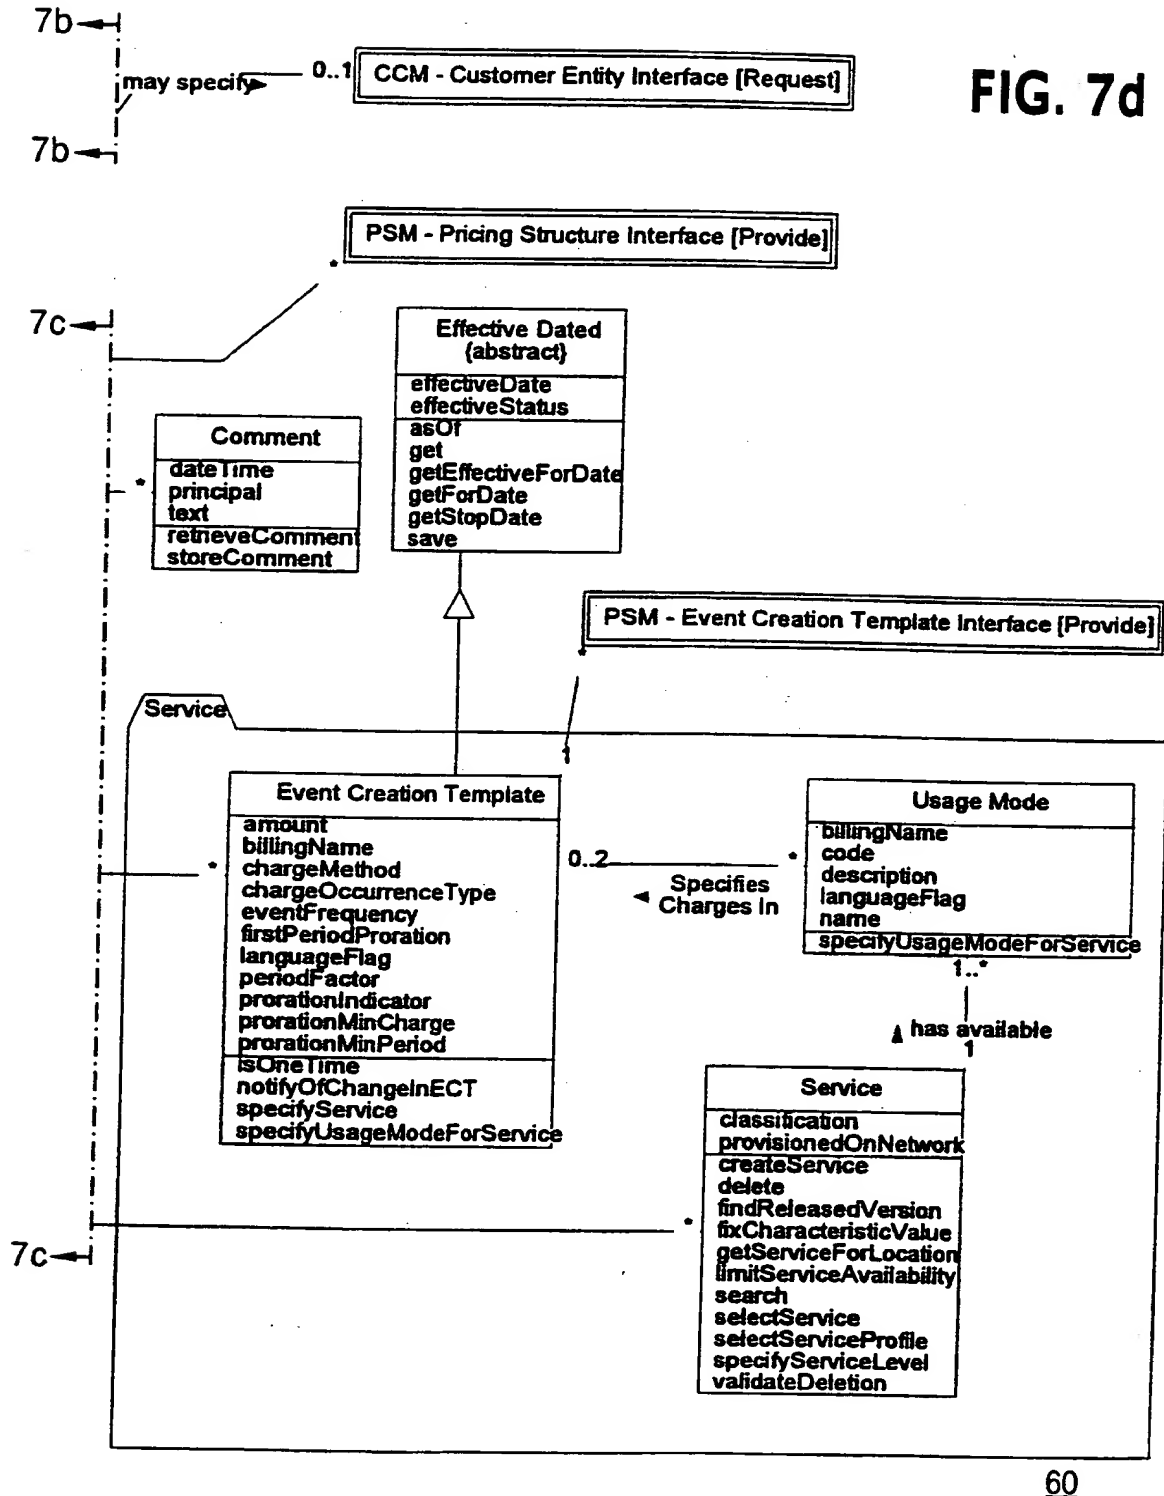 7b
may specify
0..1
CCM - Customer Entity Interface [Request]
FIG. 7d
7b
PSM - Pricing Structure Interface [Provide]
*
7c
Effective Dated
{abstract}
effectiveDate
effectiveStatus
asOf
get
getEffectiveForDate
getForDate
getStopDate
save
Comment
*
dateTime
principal
text
retrieveComment
storeComment
PSM - Event Creation Template Interface [Provide]
*
Service
1
Event Creation Template
*
amount
billingName
chargeMethod
chargeOccurrenceType
eventFrequency
firstPeriodProration
languageFlag
periodFactor
prorationIndicator
prorationMinCharge
prorationMinPeriod
isOneTime
notifyOfChangeInECT
specifyService
specifyUsageModeForService
0..2
*
Specifies
Charges In
Usage Mode
billingName
code
description
languageFlag
name
specifyUsageModeForService
1..*
has available
1
Service
*
classification
provisionedOnNetwork
createService
delete
findReleasedVersion
fixCharacteristicValue
getServiceForLocation
limitServiceAvailability
search
selectService
selectServiceProfile
specifyServiceLevel
validateDeletion
7c
60